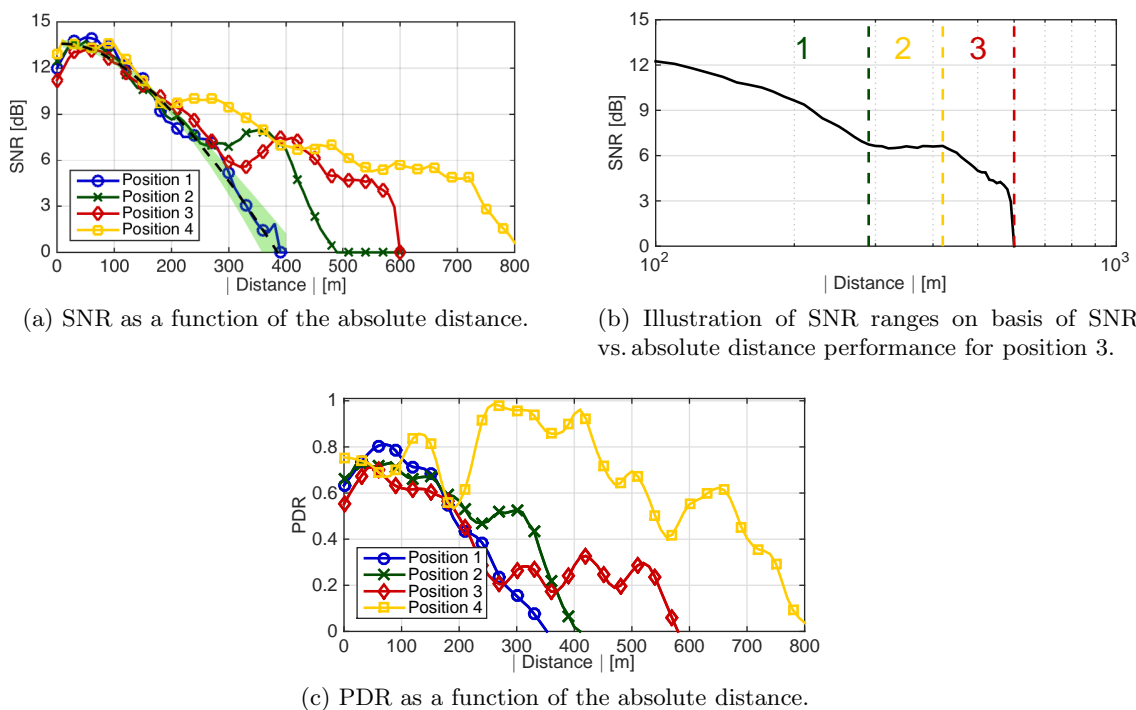 15
12
9
6
3
0
SNR [dB]
Position 1
Position 2
Position 3
Position 4
0 100 200 300 400 500 600 700 800
| Distance | [m]
(a) SNR as a function of the absolute distance.
15
12
9
6
3
0
SNR [dB]
1 2 3
10² 10³
| Distance | [m]
(b) Illustration of SNR ranges on basis of SNR
vs. absolute distance performance for position 3.
1
0.8
0.6
0.4
0.2
0
PDR
Position 1
Position 2
Position 3
Position 4
0 100 200 300 400 500 600 700 800
| Distance | [m]
(c) PDR as a function of the absolute distance.